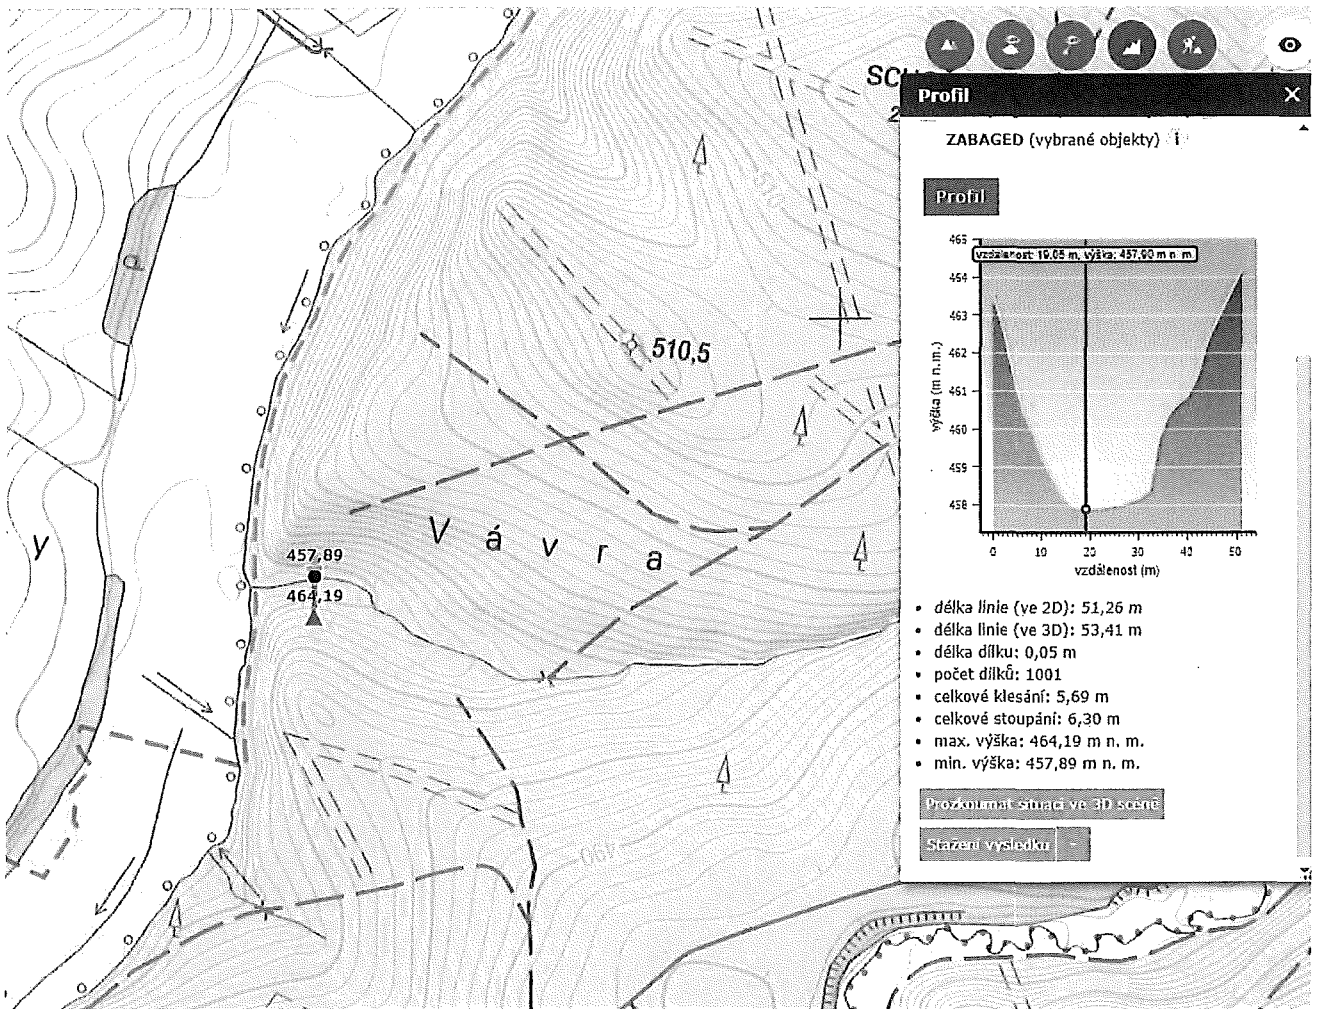 SC
2
Profil
ZABAGED (vybrané objekty) i
Profil
465
vzdálenost: 19,05 m, výška: 457,90 m n. m.
464
463
462
461
460
459
458
výška (m n.m.)
0 10 20 30 40 50
vzdálenost (m)
510,5
V á v r a
457,89
464,19
p
y
490
• délka linie (ve 2D): 51,26 m
• délka linie (ve 3D): 53,41 m
• délka dílku: 0,05 m
• počet dílků: 1001
• celkové klesání: 5,69 m
• celkové stoupání: 6,30 m
• max. výška: 464,19 m n. m.
• min. výška: 457,89 m n. m.
Prozkoumat situaci ve 3D scéně
Stažení výsledku